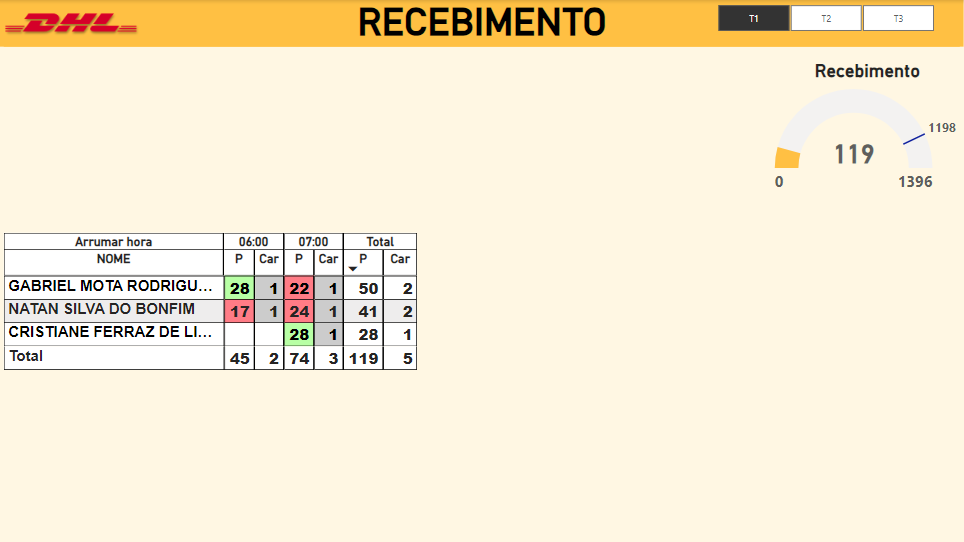 DHL RECEBIMENTO T1 T2 T3
Recebimento
1198
119
0 1396
Arrumar hora 06:00 07:00 Total
NOME P Car P Car P Car
GABRIEL MOTA RODRIGU... 28 1 22 1 50 2
NATAN SILVA DO BONFIM 17 1 24 1 41 2
CRISTIANE FERRAZ DE LI... 28 1 28 1
Total 45 2 74 3 119 5